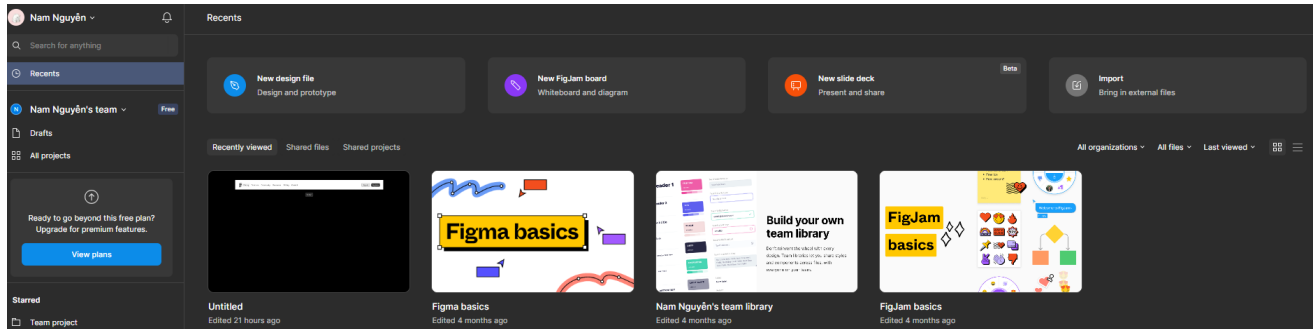 Nam Nguyên
Search for anything
Recents
Nam Nguyên's team
Free
Drafts
All projects
Ready to go beyond this free plan?
Upgrade for premium features.
View plans
Starred
Team project
Recents
New design file
Design and prototype
New FigJam board
Whiteboard and diagram
Beta
New slide deck
Present and share
Import
Bring in external files
Recently viewed Shared files Shared projects
All organizations All files Last viewed
Figma basics
Build your own
team library
FigJam
basics
Untitled
Edited 21 hours ago
Figma basics
Edited 4 months ago
Nam Nguyên's team library
Edited 4 months ago
FigJam basics
Edited 4 months ago